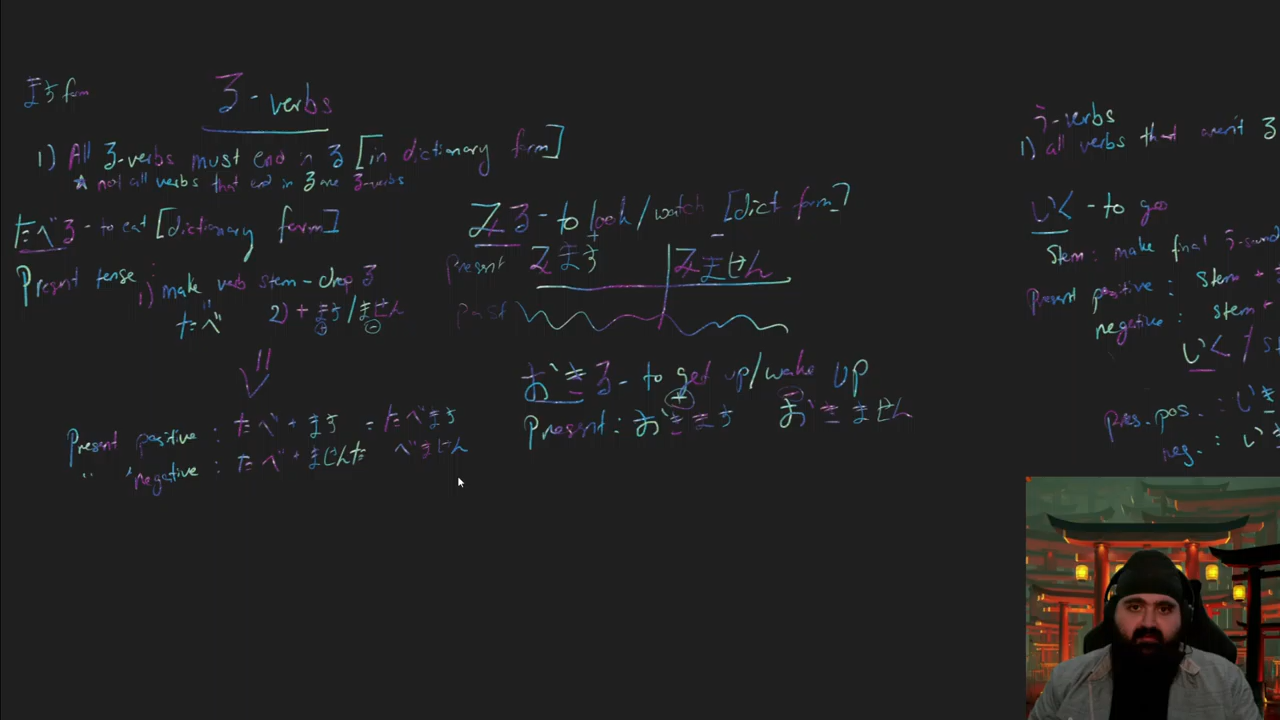 ます form
る-verbs
1) All る-verbs must end in る [in dictionary form]
☆ not all verbs that end in る are る-verbs
たべる - to eat [dictionary form]
Present tense : 1) make verb stem - drop る
たべ 2) + ます/ません
+ -
Present positive : たべ + ます = たべます
" " negative : たべ + ませんた べません
みる - to look/watch [dict form]
+ -
present みます みません
past
おきる - to get up/wake up
+ -
Present : おきます おきません
う-verbs
1) all verbs that aren't る
いく - to go
Stem : make final う-sound
Present positive : Stem +
negative : stem +
いく / s
pres. pos. : いき
neg. : い